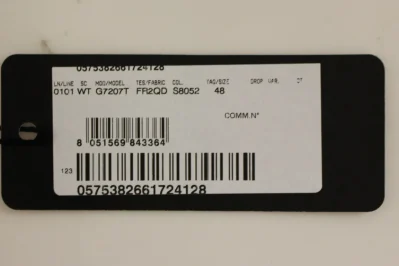 0575382661724128
LN/LINE SC MOD/MODEL TES/FABRIC COL. TAG/SIZE DROP VAR.
0101 WT G7207T FR2QD S8052 48
COMM.N°
8 051569 843364
123
0575382661724128